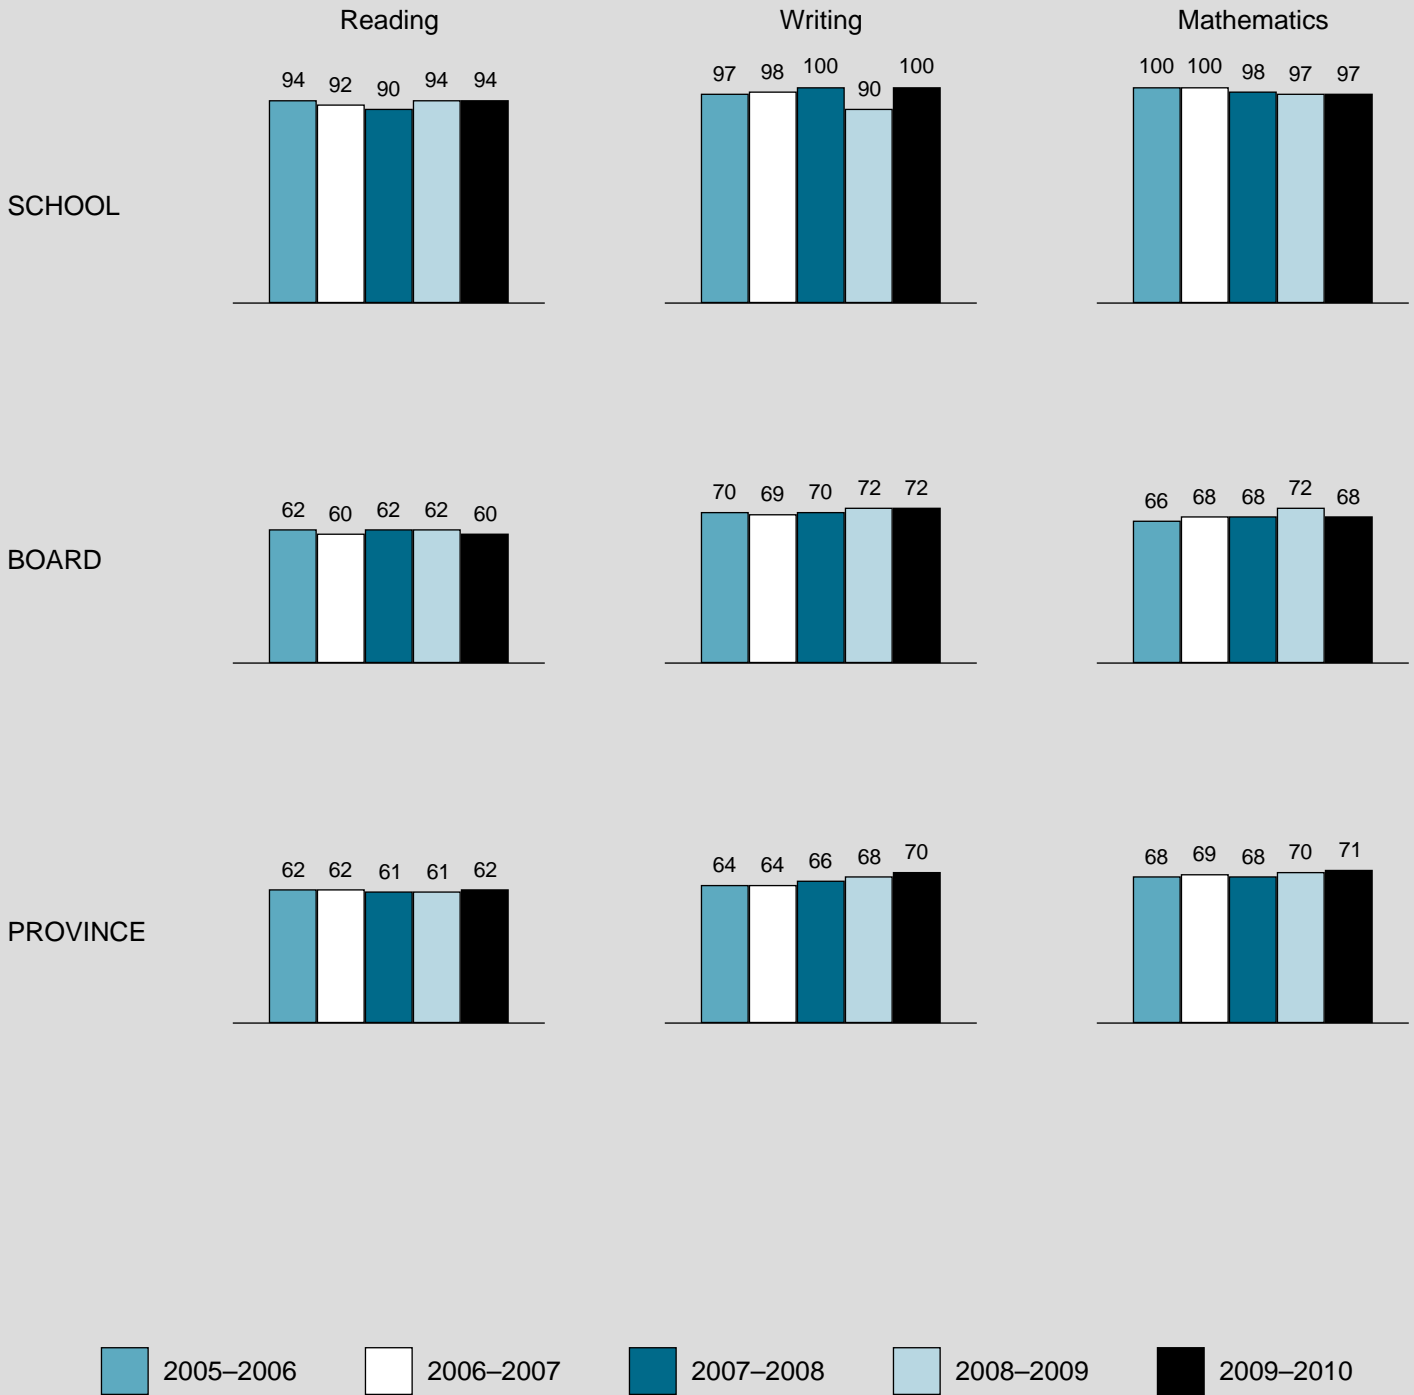 Reading Writing Mathematics
94 92 90 94 94
97 98 100 90 100
100 100 98 97 97
SCHOOL
62 60 62 62 60
70 69 70 72 72
66 68 68 72 68
BOARD
62 62 61 61 62
64 64 66 68 70
68 69 68 70 71
PROVINCE
2005–2006 2006–2007 2007–2008 2008–2009 2009–2010